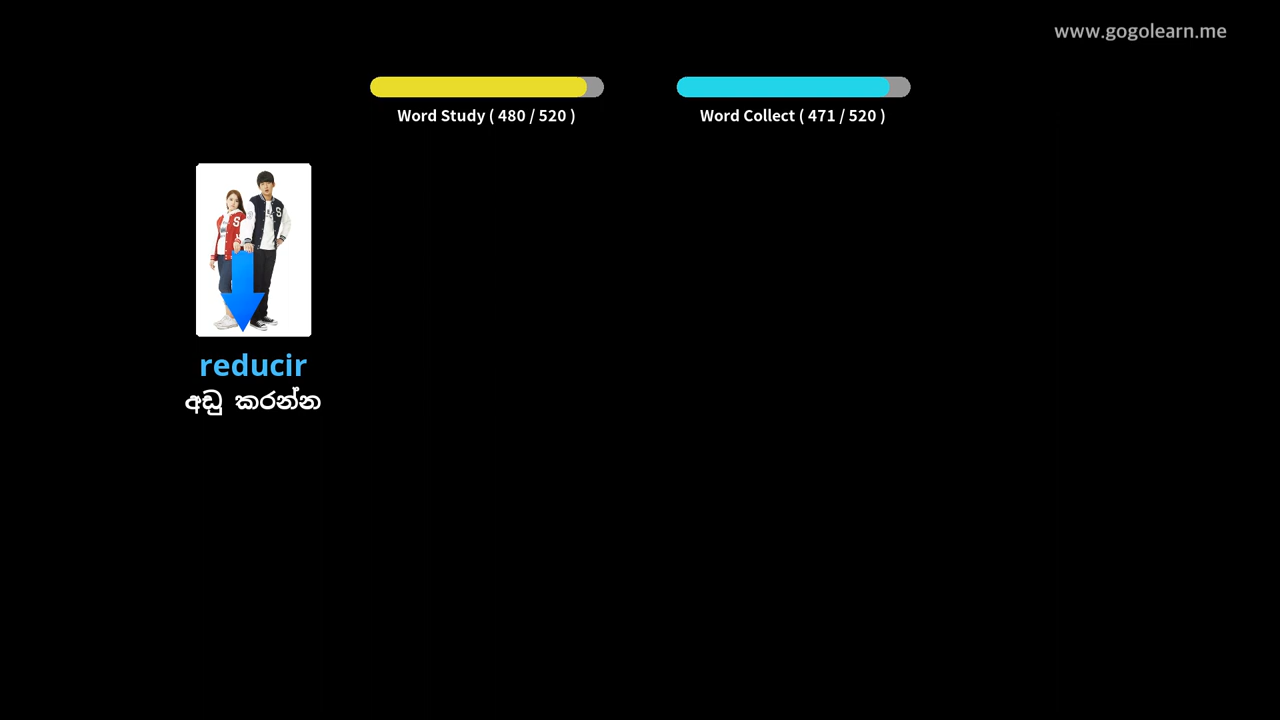 www.gogolearn.me
Word Study ( 480 / 520 )
Word Collect ( 471 / 520 )
reducir
අඩු කරන්න